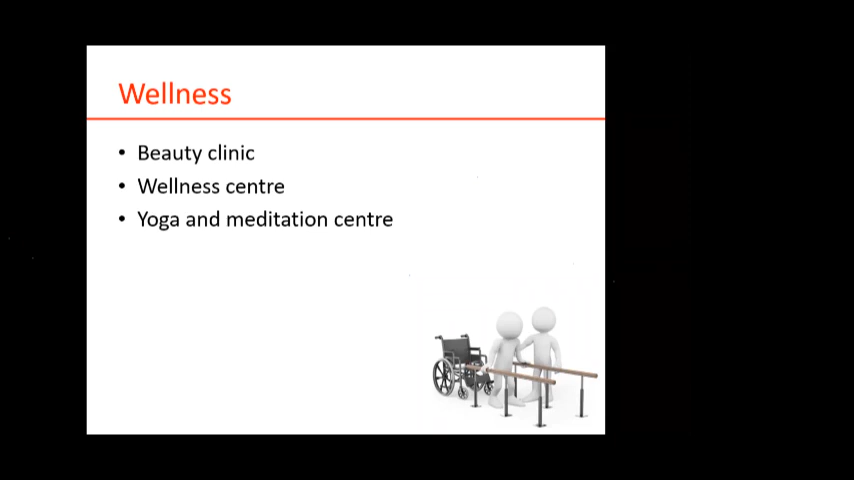 Wellness
• Beauty clinic
• Wellness centre
• Yoga and meditation centre